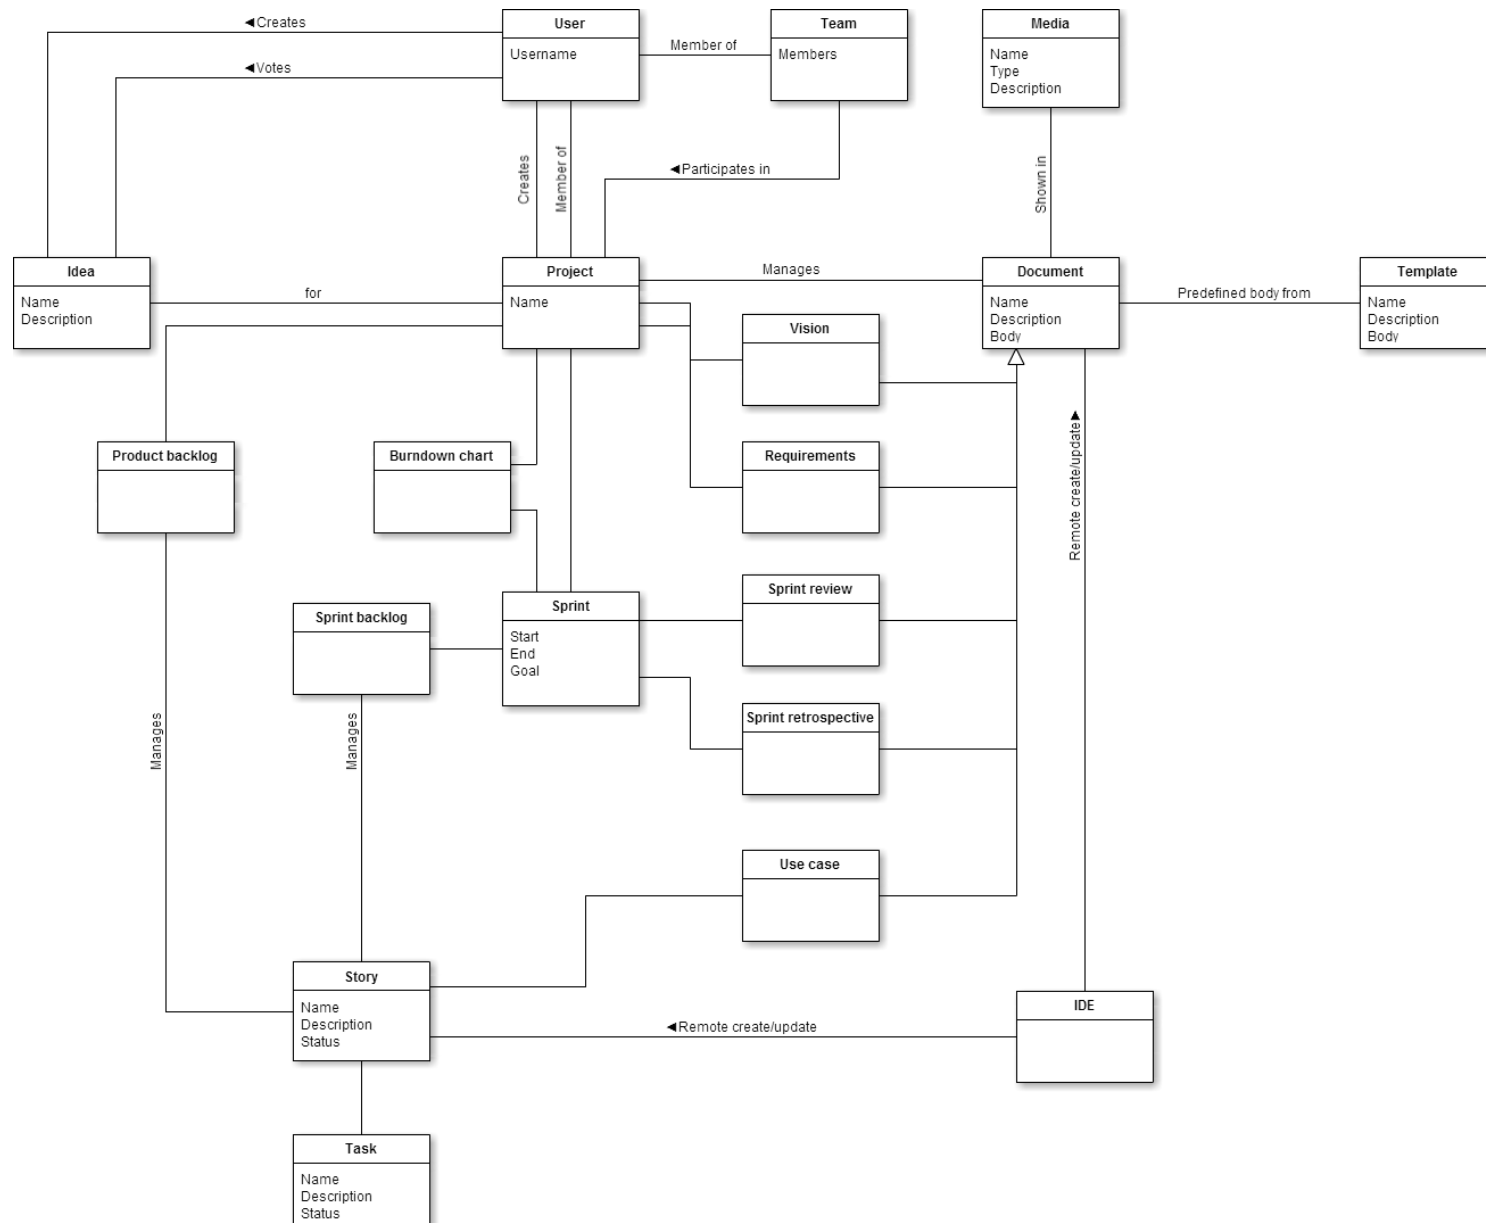 User
Username
Team
Members
Media
Name
Type
Description
◄Creates
◄Votes
Member of
Creates
Member of
◄Participates in
Shown in
Idea
Name
Description
for
Project
Name
Manages
Document
Name
Description
Body
Predefined body from
Template
Name
Description
Body
Vision
Product backlog
Burndown chart
Requirements
Remote create/update►
Sprint backlog
Sprint
Start
End
Goal
Sprint review
Manages
Manages
Sprint retrospective
Use case
Story
Name
Description
Status
◄Remote create/update
IDE
Task
Name
Description
Status